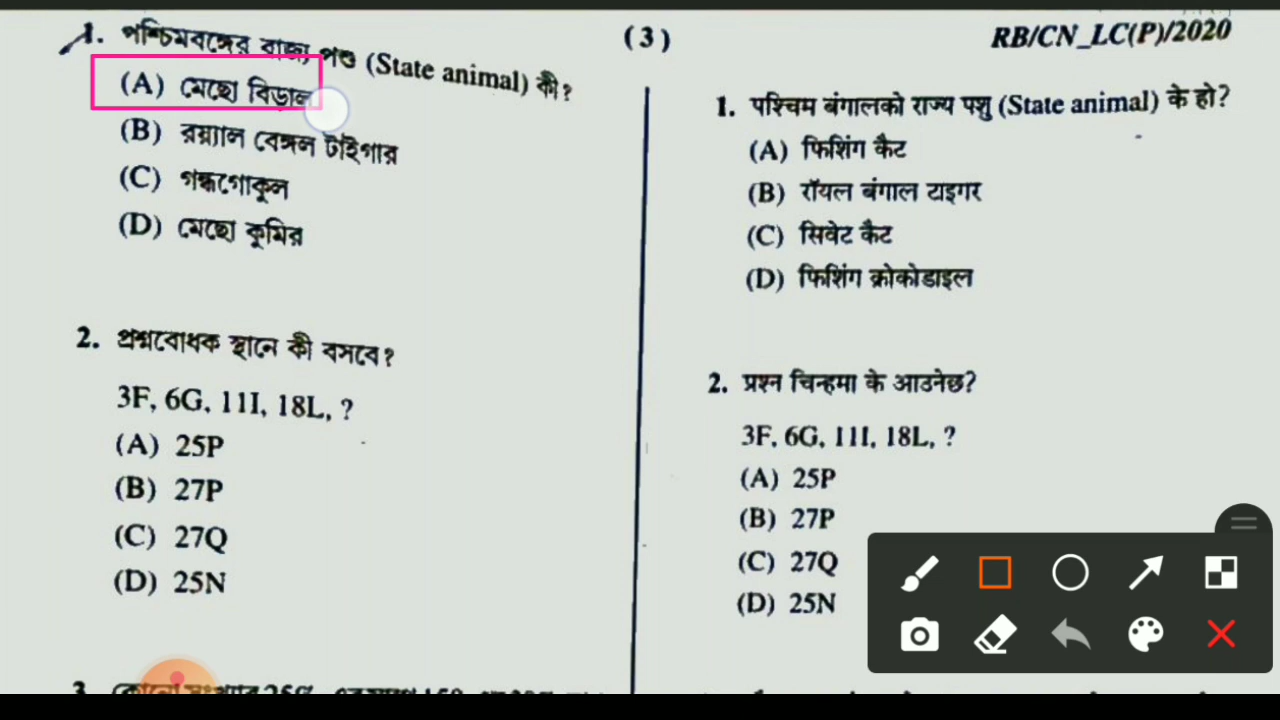 (3)
RB/CN_LC(P)/2020
1. পশ্চিমবঙ্গের রাজ্য পশু (State animal) কী?
(A) মেছো বিড়াল
(B) রয়্যাল বেঙ্গল টাইগার
(C) গন্ধগোকুল
(D) মেছো কুমির
2. প্রশ্নবোধক স্থানে কী বসবে?
3F, 6G, 11I, 18L, ?
(A) 25P
(B) 27P
(C) 27Q
(D) 25N
1. पश्चिम बंगालको राज्य पशु (State animal) के हो?
(A) फिशिंग कैट
(B) रॉयल बंगाल टाइगर
(C) सिवेट कैट
(D) फिशिंग क्रोकोडाइल
2. प्रश्न चिन्हमा के आउनेछ?
3F, 6G, 11I, 18L, ?
(A) 25P
(B) 27P
(C) 27Q
(D) 25N